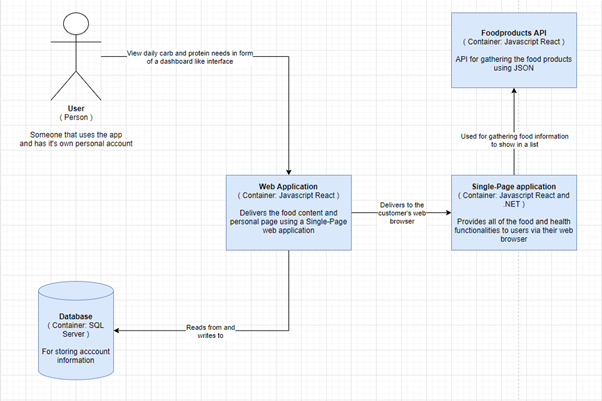 Foodproducts API
( Container: Javascript React )
API for gathering the food products
using JSON
View daily carb and protein needs in form
of a dashboard like interface
User
( Person )
Someone that uses the app
and has it's own personal account
Used for gathering food information
to show in a list
Web Application
( Container: Javascript React )
Delivers the food content and
personal page using a Single-Page
web application
Delivers to the
customer's web
browser
Single-Page application
( Container: Javascript React and
.NET )
Provides all of the food and health
functionalities to users via their web
browser
Database
( Container: SQL
Server )
For storing acccount
information
Reads from and
writes to